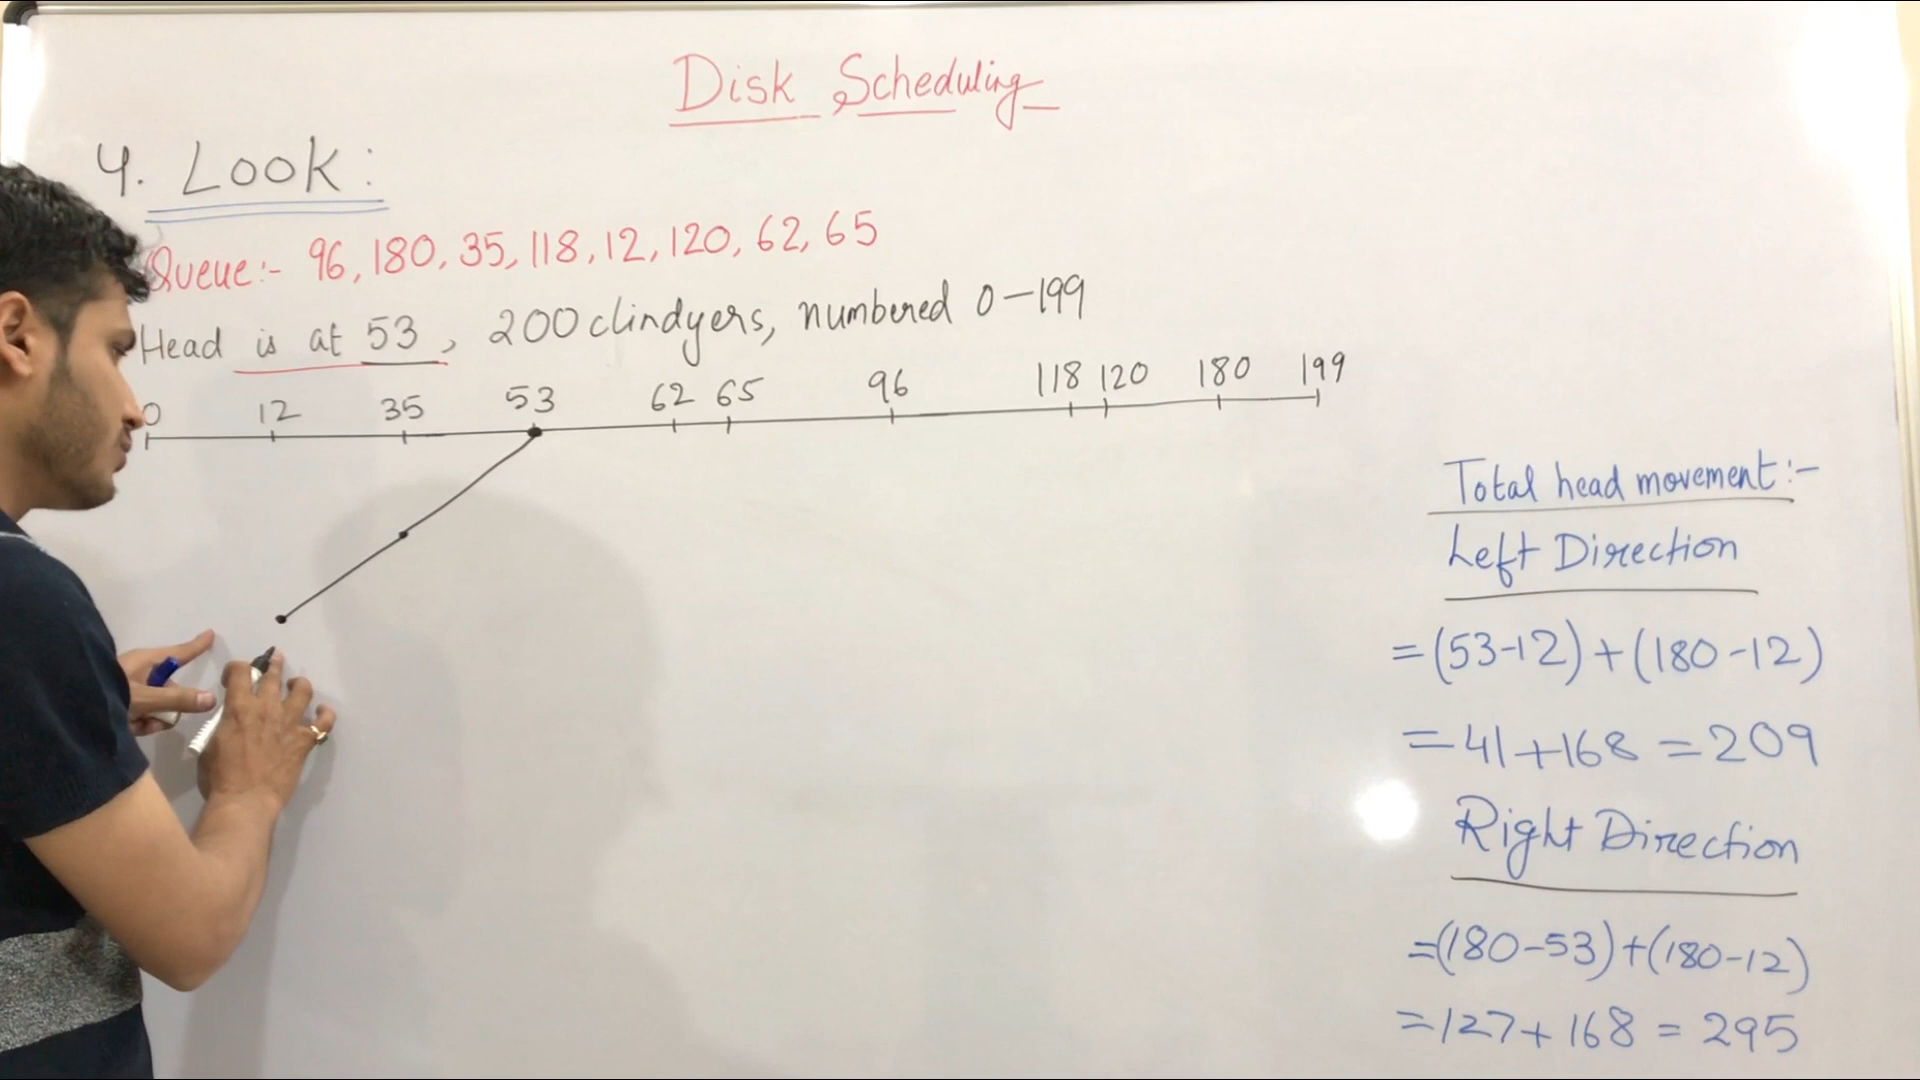 Disk Scheduling
4. Look:
Queue:- 96, 180, 35, 118, 12, 120, 62, 65
Head is at 53, 200 clindyers, numbered 0-199
0 12 35 53 62 65 96 118 120 180 199
Total head movement:-
Left Direction
=(53-12)+(180-12)
=41+168=209
Right Direction
=(180-53)+(180-12)
=127+168=295